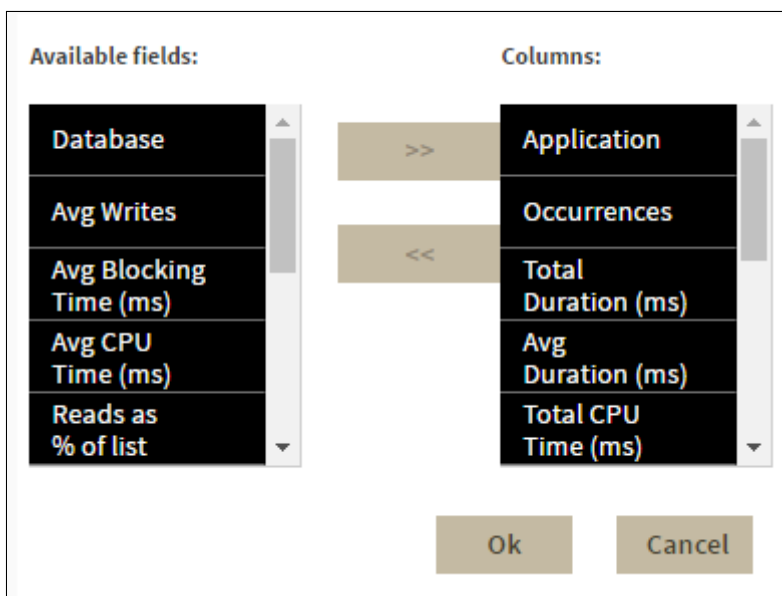 Available fields:
Columns:
Database
Avg Writes
Avg Blocking
Time (ms)
Avg CPU
Time (ms)
Reads as
% of list
>>
<<
Application
Occurrences
Total
Duration (ms)
Avg
Duration (ms)
Total CPU
Time (ms)
Ok
Cancel